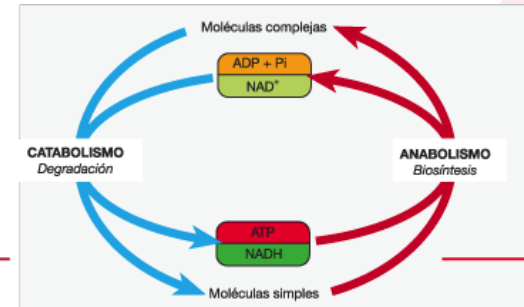 Moléculas complejas
ADP + Pi
NAD⁺
CATABOLISMO
Degradación
ANABOLISMO
Biosíntesis
ATP
NADH
Moléculas simples